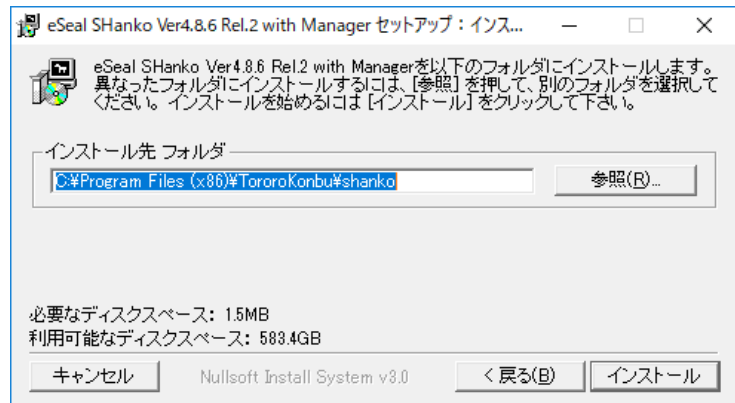 eSeal SHanko Ver4.8.6 Rel.2 with Manager セットアップ：インス...
eSeal SHanko Ver4.8.6 Rel.2 with Managerを以下のフォルダにインストールします。
異なったフォルダにインストールするには、[参照] を押して、別のフォルダを選択して
ください。インストールを始めるには [インストール] をクリックして下さい。
インストール先 フォルダ
C:¥Program Files (x86)¥TororoKonbu¥shanko
参照(R)...
必要なディスクスペース: 1.5MB
利用可能なディスクスペース: 583.4GB
キャンセル
Nullsoft Install System v3.0
< 戻る(B)
インストール